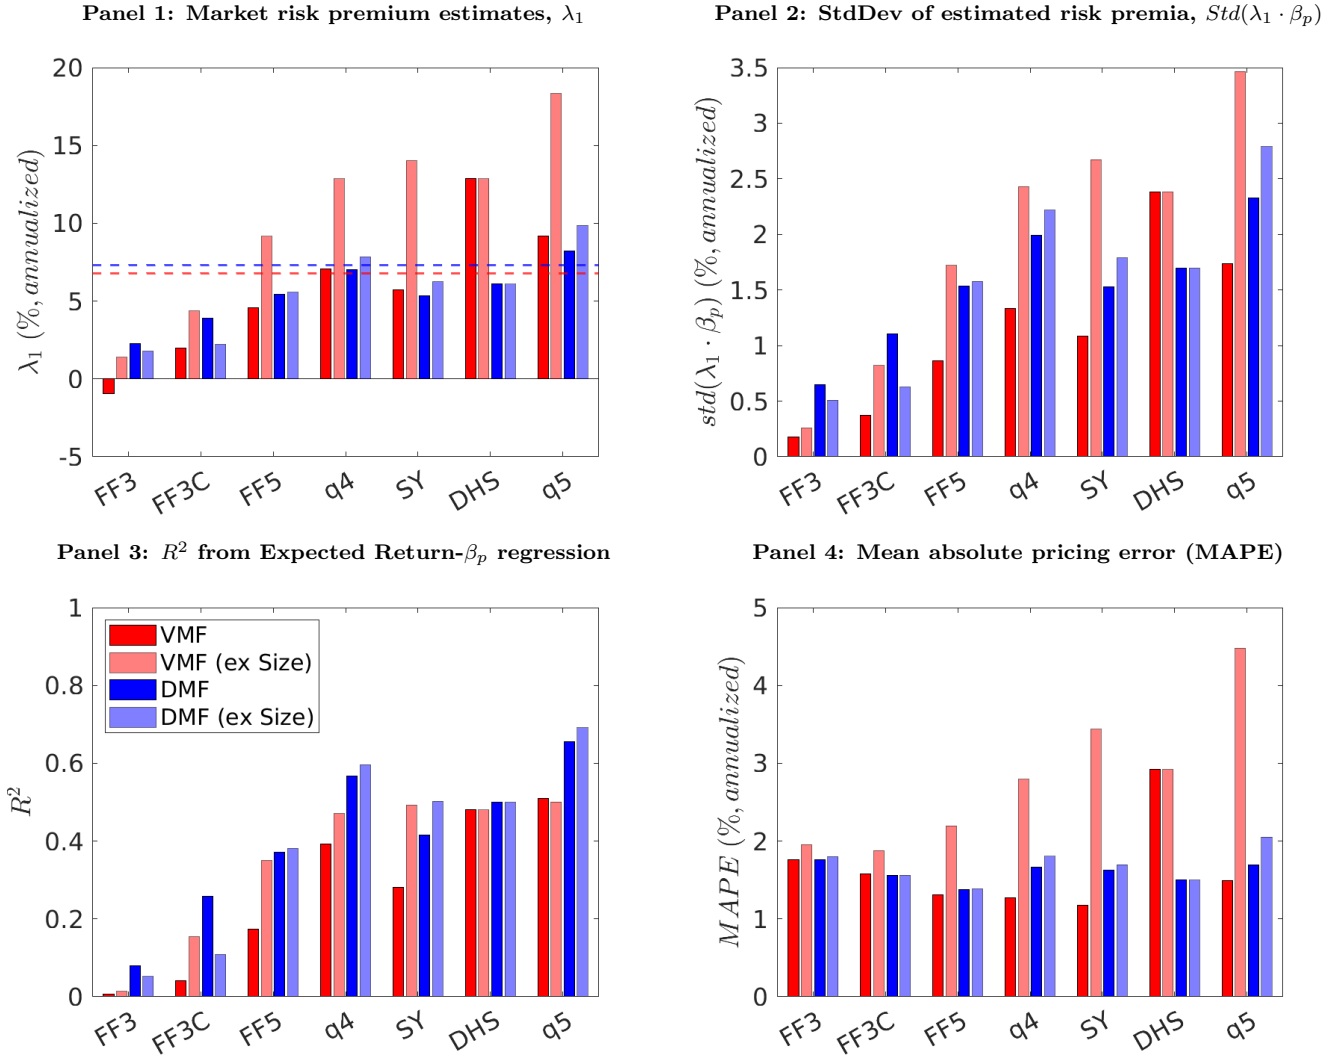 Panel 1: Market risk premium estimates, λ₁
20
15
10
5
0
-5
λ₁ (%, annualized)
FF3 FF3C FF5 q4 SY DHS q5
Panel 2: StdDev of estimated risk premia, Std(λ₁ · βₚ)
3.5
3
2.5
2
1.5
1
0.5
0
std(λ₁ · βₚ) (%, annualized)
FF3 FF3C FF5 q4 SY DHS q5
Panel 3: R² from Expected Return-βₚ regression
1
0.8
0.6
0.4
0.2
0
R²
VMF
VMF (ex Size)
DMF
DMF (ex Size)
FF3 FF3C FF5 q4 SY DHS q5
Panel 4: Mean absolute pricing error (MAPE)
5
4
3
2
1
0
MAPE (%, annualized)
FF3 FF3C FF5 q4 SY DHS q5